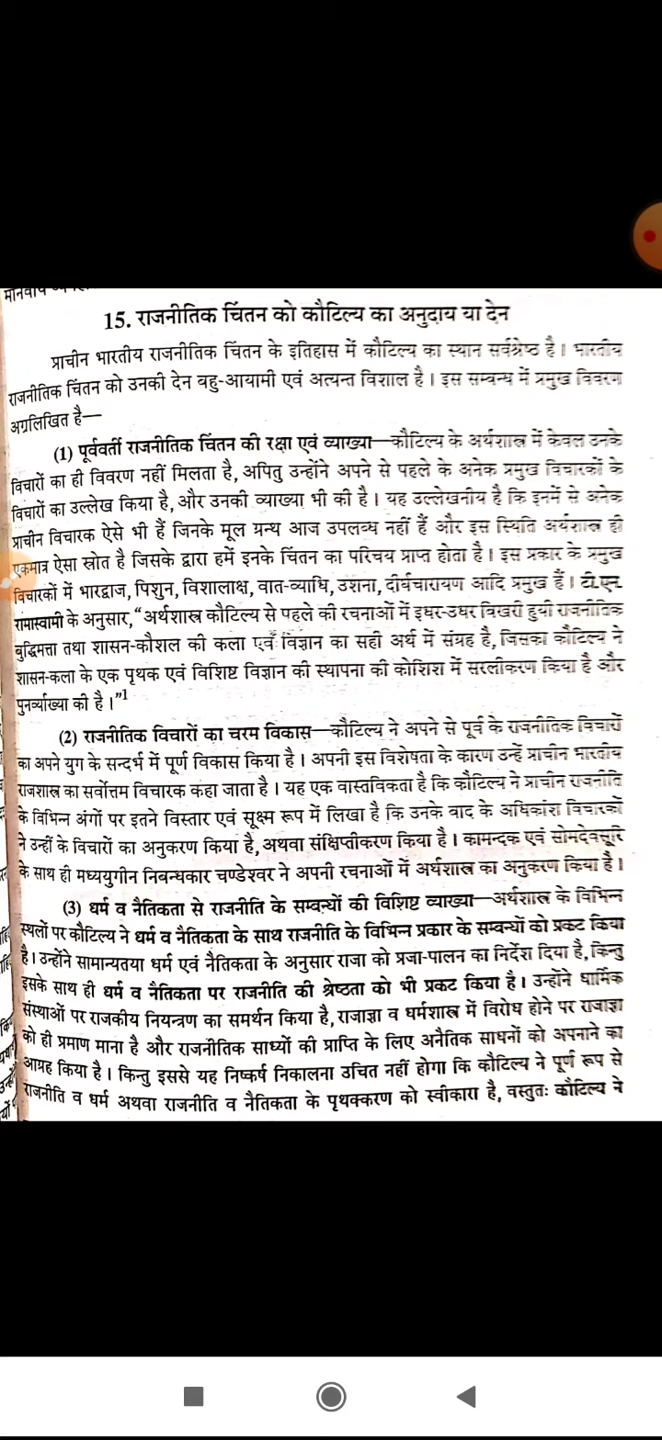 15. राजनीतिक चिंतन को कौटिल्य का अनुदाय या देन
प्राचीन भारतीय राजनीतिक चिंतन के इतिहास में कौटिल्य का स्थान सर्वश्रेष्ठ है। भारतीय
राजनीतिक चिंतन को उनकी देन बहु-आयामी एवं अत्यन्त विशाल है। इस सम्बन्ध में प्रमुख विवरण
अग्रलिखित है—
(1) पूर्ववर्ती राजनीतिक चिंतन की रक्षा एवं व्याख्या—कौटिल्य के अर्थशास्त्र में केवल उनके
विचारों का ही विवरण नहीं मिलता है, अपितु उन्होंने अपने से पहले के अनेक प्रमुख विचारकों के
विचारों का उल्लेख किया है, और उनकी व्याख्या भी की है। यह उल्लेखनीय है कि इनमें से अनेक
प्राचीन विचारक ऐसे भी हैं जिनके मूल ग्रन्थ आज उपलब्ध नहीं हैं और इस स्थिति अर्थशास्त्र ही
एकमात्र ऐसा स्रोत है जिसके द्वारा हमें इनके चिंतन का परिचय प्राप्त होता है। इस प्रकार के प्रमुख
विचारकों में भारद्वाज, पिशुन, विशालाक्ष, वात-व्याधि, उशना, दीर्घचारायण आदि प्रमुख हैं। टी.एन.
रामास्वामी के अनुसार, “अर्थशास्त्र कौटिल्य से पहले की रचनाओं में इधर-उधर बिखरी हुयी राजनीतिक
बुद्धिमत्ता तथा शासन-कौशल की कला एवं विज्ञान का सही अर्थ में संग्रह है, जिसका कौटिल्य ने
शासन-कला के एक पृथक एवं विशिष्ट विज्ञान की स्थापना की कोशिश में सरलीकरण किया है और
पुनर्व्याख्या की है।”1
(2) राजनीतिक विचारों का चरम विकास—कौटिल्य ने अपने से पूर्व के राजनीतिक विचारों
का अपने युग के सन्दर्भ में पूर्ण विकास किया है। अपनी इस विशेषता के कारण उन्हें प्राचीन भारतीय
राजशास्त्र का सर्वोत्तम विचारक कहा जाता है। यह एक वास्तविकता है कि कौटिल्य ने प्राचीन राजनीति
के विभिन्न अंगों पर इतने विस्तार एवं सूक्ष्म रूप में लिखा है कि उनके बाद के अधिकांश विचारकों
ने उन्हीं के विचारों का अनुकरण किया है, अथवा संक्षिप्तीकरण किया है। कामन्दक एवं सोमदेवसूरि
के साथ ही मध्ययुगीन निबन्धकार चण्डेश्वर ने अपनी रचनाओं में अर्थशास्त्र का अनुकरण किया है।
(3) धर्म व नैतिकता से राजनीति के सम्बन्धों की विशिष्ट व्याख्या—अर्थशास्त्र के विभिन्न
स्थलों पर कौटिल्य ने धर्म व नैतिकता के साथ राजनीति के विभिन्न प्रकार के सम्बन्धों को प्रकट किया
है। उन्होंने सामान्यतया धर्म एवं नैतिकता के अनुसार राजा को प्रजा-पालन का निर्देश दिया है, किन्तु
इसके साथ ही धर्म व नैतिकता पर राजनीति की श्रेष्ठता को भी प्रकट किया है। उन्होंने धार्मिक
संस्थाओं पर राजकीय नियन्त्रण का समर्थन किया है, राजाज्ञा व धर्मशास्त्र में विरोध होने पर राजाज्ञा
को ही प्रमाण माना है और राजनीतिक साध्यों की प्राप्ति के लिए अनैतिक साधनों को अपनाने का
आग्रह किया है। किन्तु इससे यह निष्कर्ष निकालना उचित नहीं होगा कि कौटिल्य ने पूर्ण रूप से
राजनीति व धर्म अथवा राजनीति व नैतिकता के पृथक्करण को स्वीकारा है, वस्तुतः कौटिल्य ने